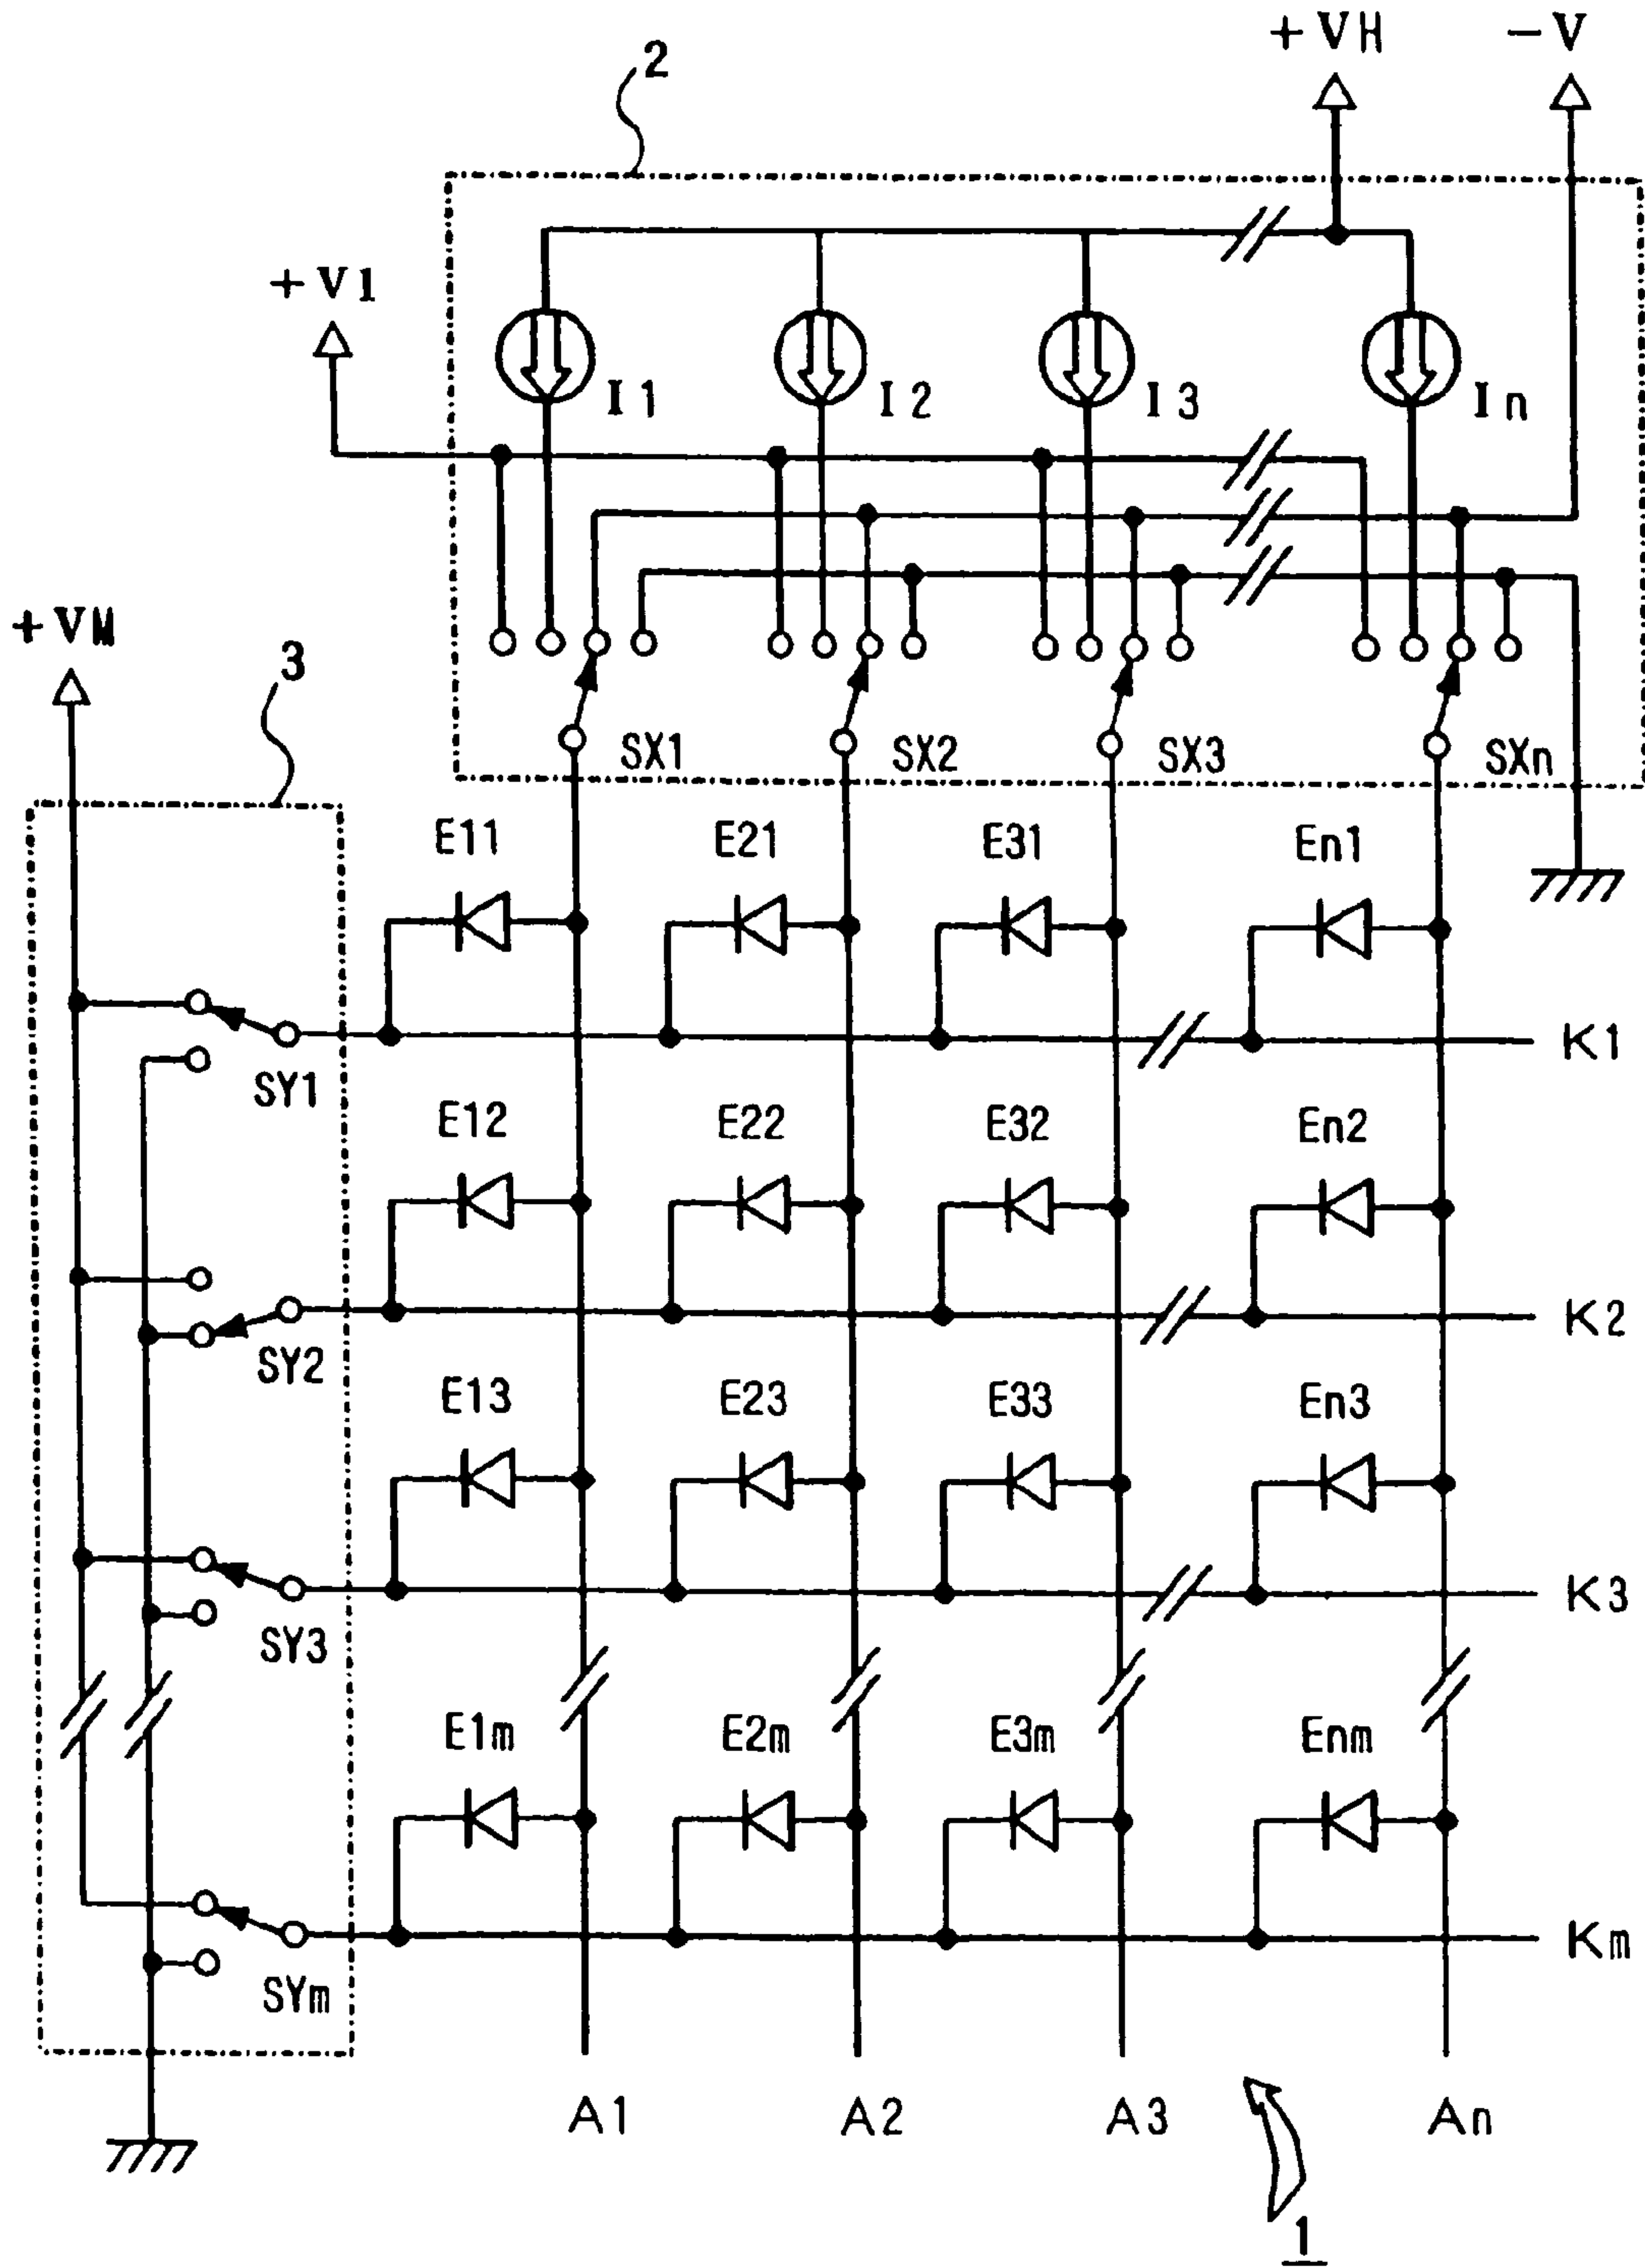 +VH
-V
2
+V1
I1
I2
I3
In
+VM
3
SX1
SX2
SX3
SXn
E11
E21
E31
En1
K1
SY1
E12
E22
E32
En2
K2
SY2
E13
E23
E33
En3
K3
SY3
E1m
E2m
E3m
Enm
Km
SYm
A1
A2
A3
An
1